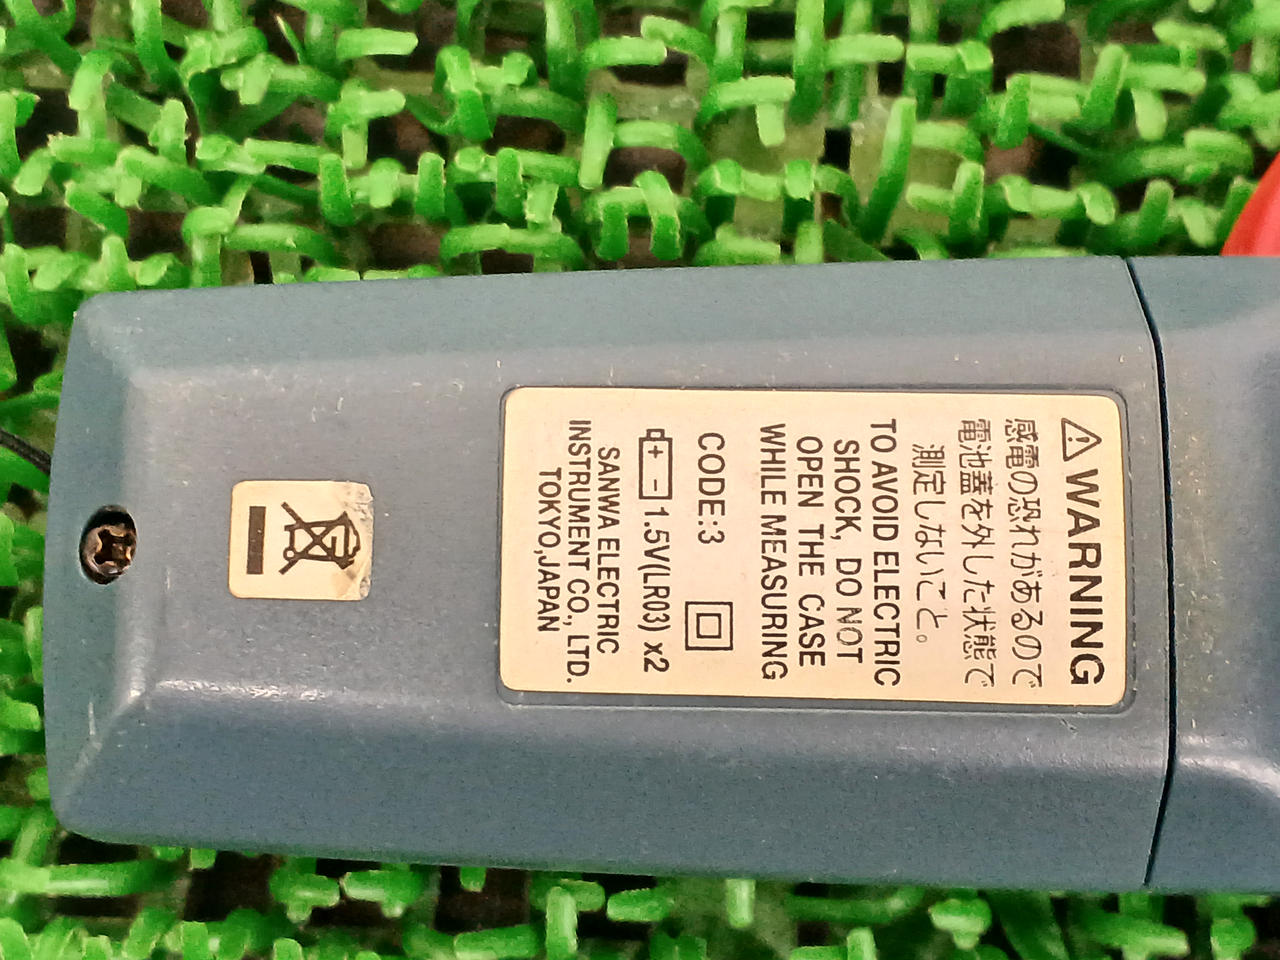 ⚠WARNING
感電の恐れがあるので
電池蓋を外した状態で
測定しないこと。
TO AVOID ELECTRIC
SHOCK, DO NOT
OPEN THE CASE
WHILE MEASURING
CODE:3
+ - 1.5V(LR03) x2
SANWA ELECTRIC
INSTRUMENT CO., LTD.
TOKYO,JAPAN